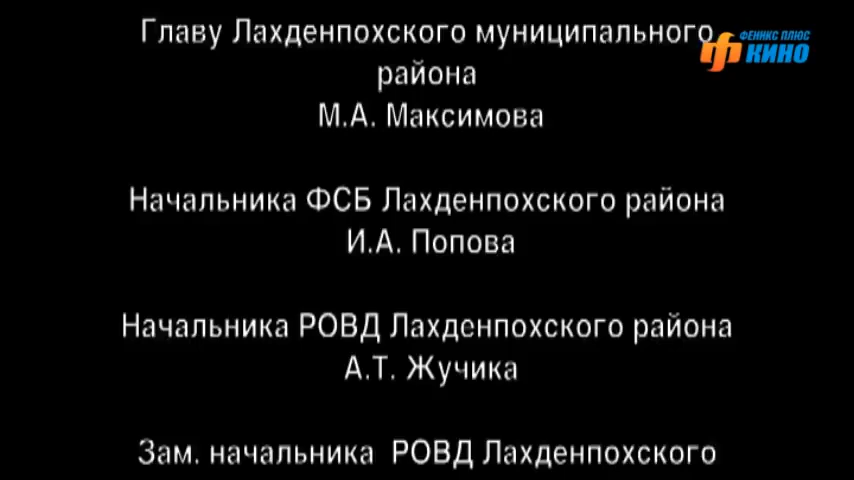 Главу Лахденпохского муниципального
района
М.А. Максимова
ФЕНИКС ПЛЮС
КИНО
Начальника ФСБ Лахденпохского района
И.А. Попова
Начальника РОВД Лахденпохского района
А.Т. Жучика
Зам. начальника РОВД Лахденпохского